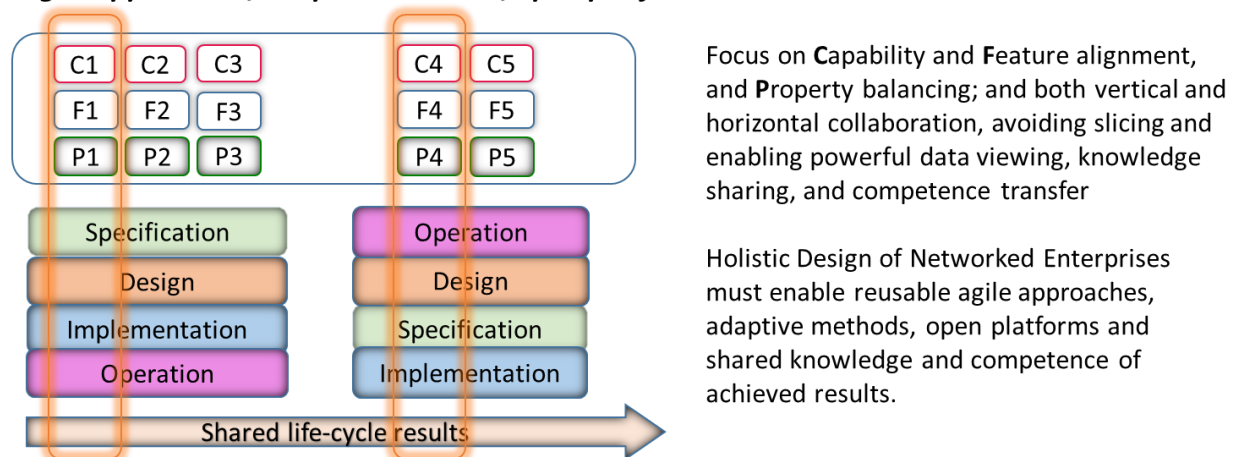 C1 C2 C3 C4 C5
F1 F2 F3 F4 F5
P1 P2 P3 P4 P5
Specification
Design
Implementation
Operation
Operation
Design
Specification
Implementation
Shared life-cycle results
Focus on Capability and Feature alignment,
and Property balancing; and both vertical and
horizontal collaboration, avoiding slicing and
enabling powerful data viewing, knowledge
sharing, and competence transfer
Holistic Design of Networked Enterprises
must enable reusable agile approaches,
adaptive methods, open platforms and
shared knowledge and competence of
achieved results.